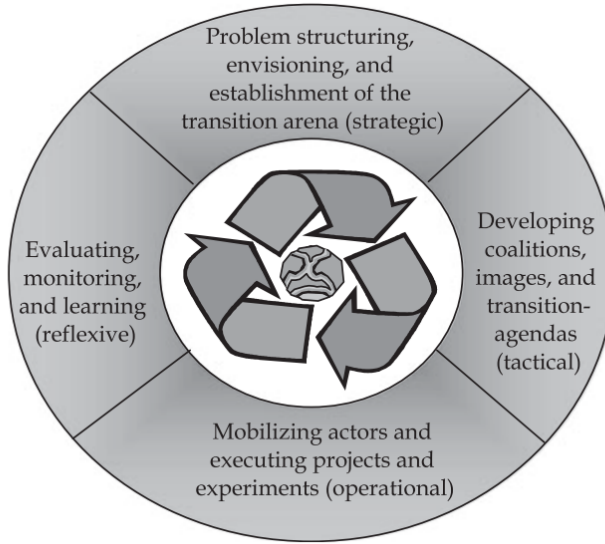 Problem structuring,
envisioning, and
establishment of the
transition arena (strategic)
Developing
coalitions,
images, and
transition-
agendas
(tactical)
Mobilizing actors and
executing projects and
experiments (operational)
Evaluating,
monitoring,
and learning
(reflexive)